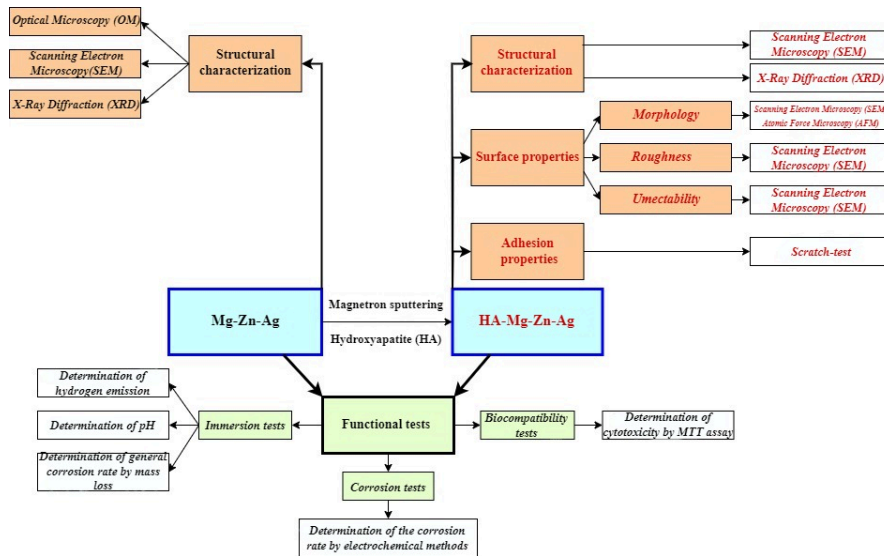 Optical Microscopy (OM)
Scanning Electron
Microscopy(SEM)
X-Ray Diffraction (XRD)
Structural
characterization
Structural
characterization
Scanning Electron
Microscopy (SEM)
X-Ray Diffraction (XRD)
Surface properties
Morphology
Scanning Electron Microscopy (SEM
Atomic Force Microscopy (AFM)
Roughness
Scanning Electron
Microscopy (SEM)
Umectability
Scanning Electron
Microscopy (SEM)
Adhesion
properties
Scratch-test
Mg-Zn-Ag
Magnetron sputtering
Hydroxyapatite (HA)
HA-Mg-Zn-Ag
Determination of
hydrogen emission
Determination of pH
Determination of general
corrosion rate by mass
loss
Immersion tests
Functional tests
Biocompatibility
tests
Determination of
cytotoxicity by MTT assay
Corrosion tests
Determination of the corrosion
rate by electrochemical methods